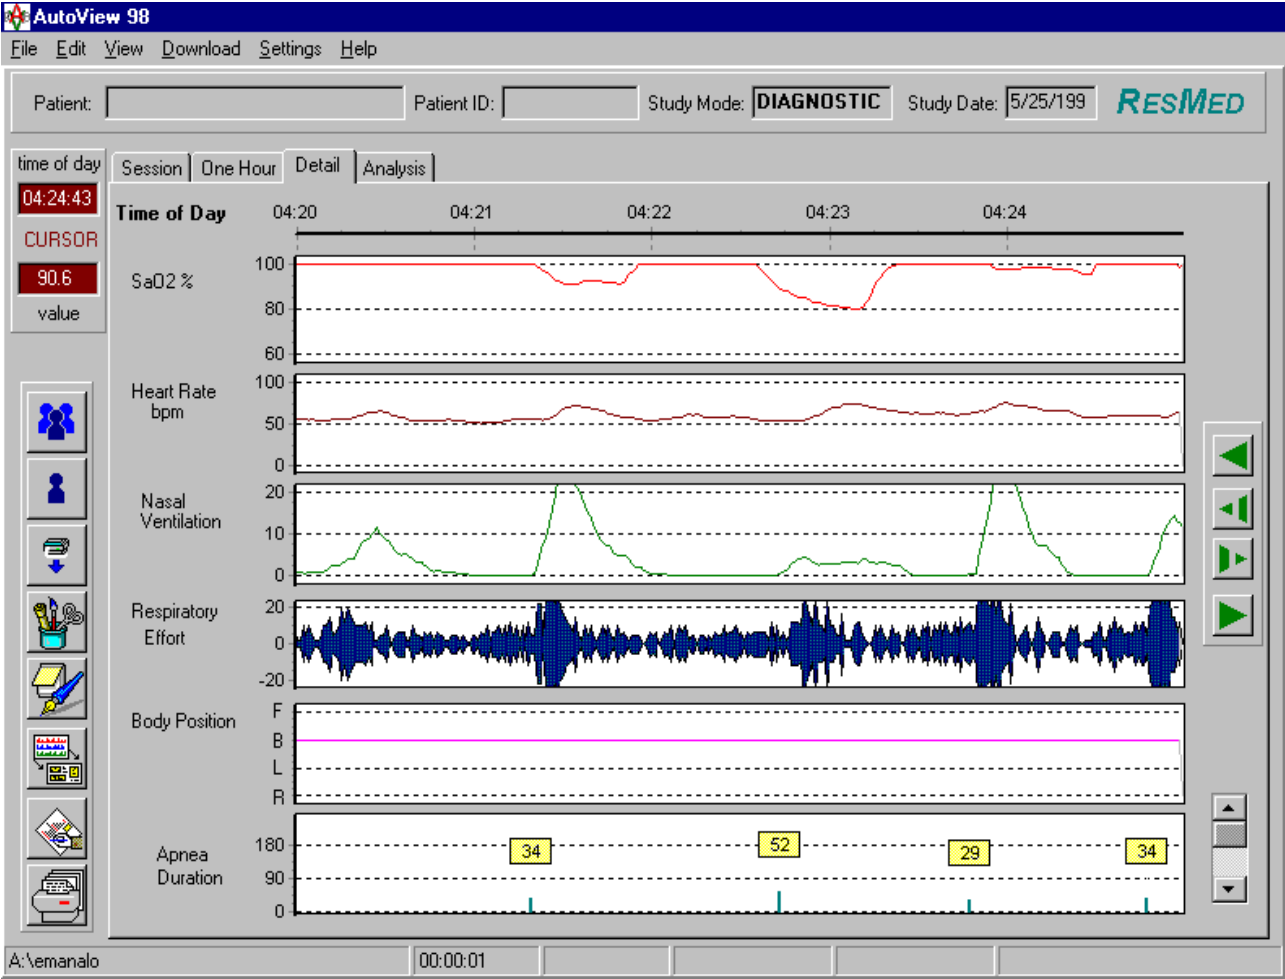 AutoView 98
File Edit View Download Settings Help
Patient: Patient ID: Study Mode: DIAGNOSTIC Study Date: 5/25/199 RESMED
time of day
04:24:43
CURSOR
90.6
value
Session One Hour Detail Analysis
Time of Day 04:20 04:21 04:22 04:23 04:24
SaO2 %
100
80
60
Heart Rate
bpm
100
50
0
Nasal
Ventilation
20
10
0
Respiratory
Effort
20
0
-20
Body Position
F
B
L
R
Apnea
Duration
180
90
0
34 52 29 34
A:\emanalo 00:00:01